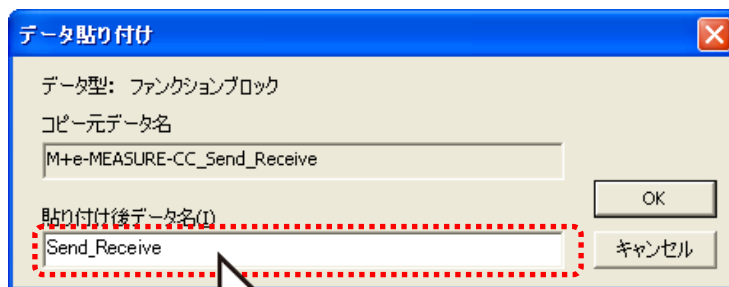 データ貼り付け
データ型: ファンクションブロック
コピー元データ名
M+e-MEASURE-CC_Send_Receive
OK
貼り付け後データ名(I)
Send_Receive
キャンセル